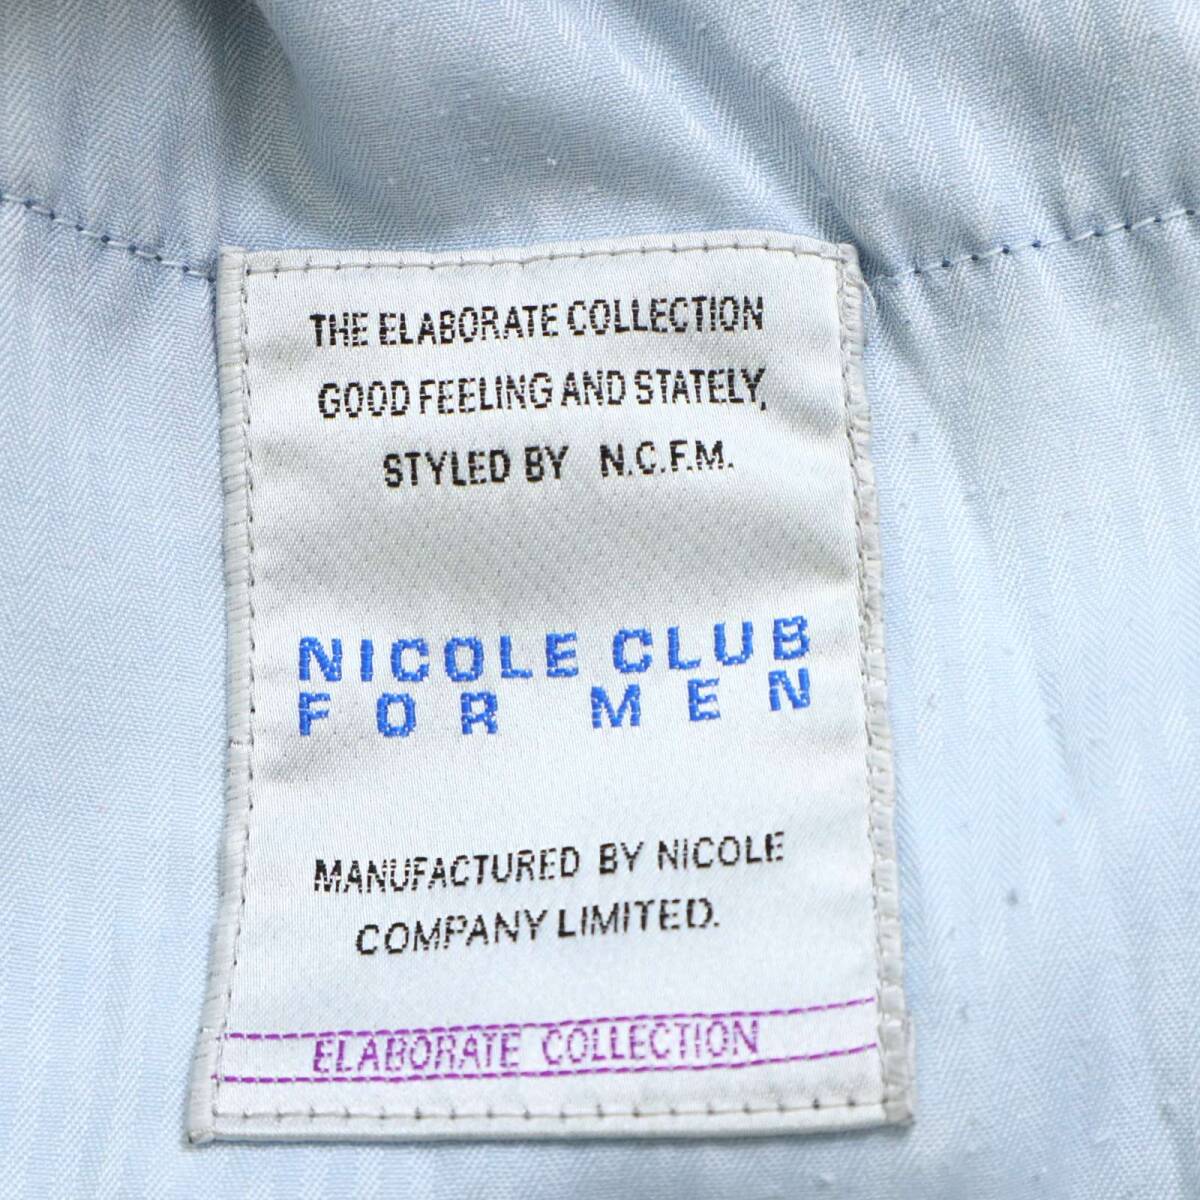 THE ELABORATE COLLECTION
GOOD FEELING AND STATELY,
STYLED BY N.C.F.M.
NICOLE CLUB
FOR MEN
MANUFACTURED BY NICOLE
COMPANY LIMITED.
ELABORATE COLLECTION